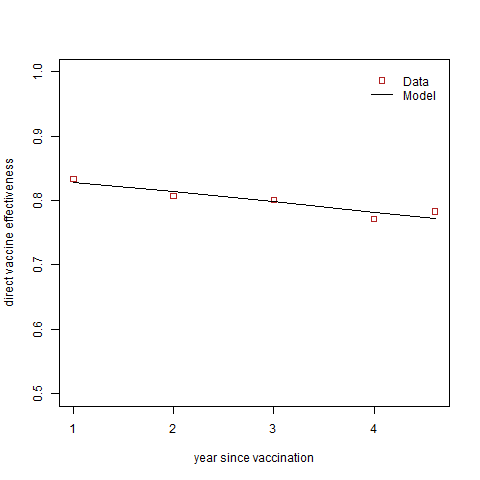 1.0
0.9
0.8
0.7
0.6
0.5
direct vaccine effectiveness
Data
Model
1 2 3 4
year since vaccination